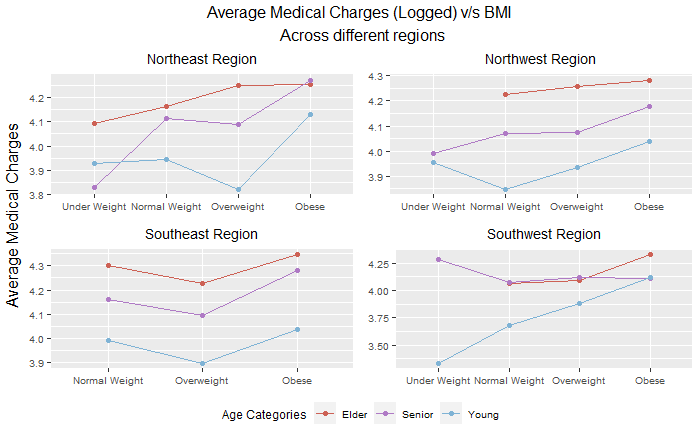 Average Medical Charges (Logged) v/s BMI
Across different regions
Average Medical Charges
Northeast Region
4.2
4.1
4.0
3.9
3.8
Under Weight Normal Weight Overweight Obese
Northwest Region
4.3
4.2
4.1
4.0
3.9
Under Weight Normal Weight Overweight Obese
Southeast Region
4.3
4.2
4.1
4.0
3.9
Normal Weight Overweight Obese
Southwest Region
4.25
4.00
3.75
3.50
Under Weight Normal Weight Overweight Obese
Age Categories Elder Senior Young